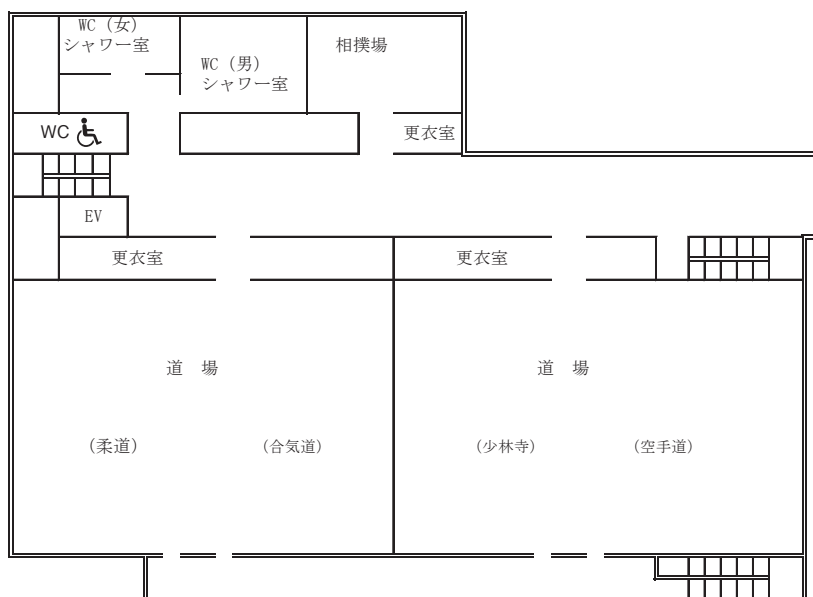 WC（女）
シャワー室
WC（男）
シャワー室
相撲場
WC
更衣室
EV
更衣室
更衣室
道　場
道　場
（柔道）
（合気道）
（少林寺）
（空手道）